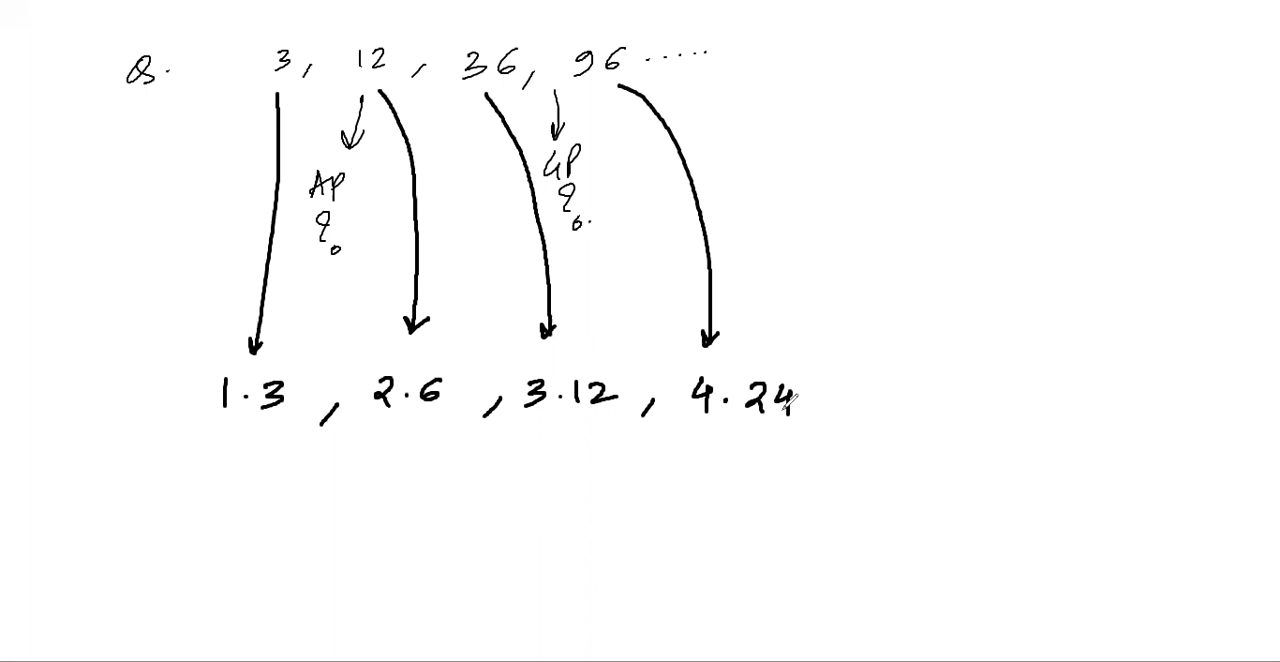 Q. 3, 12, 36, 96 .....
AP GP
? ?
1.3, 2.6, 3.12, 4.24